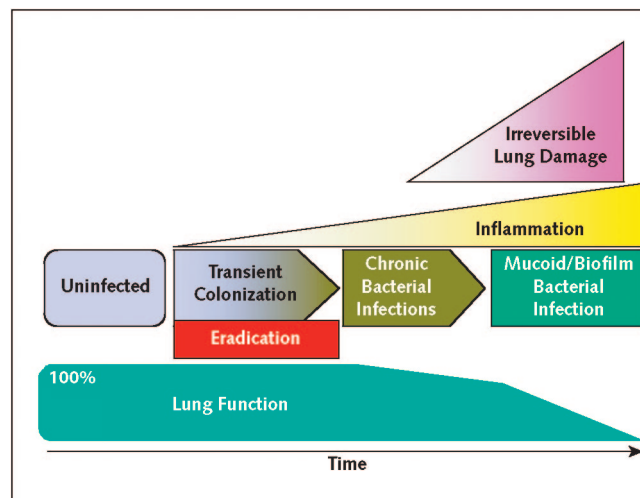 Irreversible
Lung Damage
Inflammation
Uninfected
Transient
Colonization
Chronic
Bacterial
Infections
Mucoid/Biofilm
Bacterial
Infection
Eradication
100%
Lung Function
Time